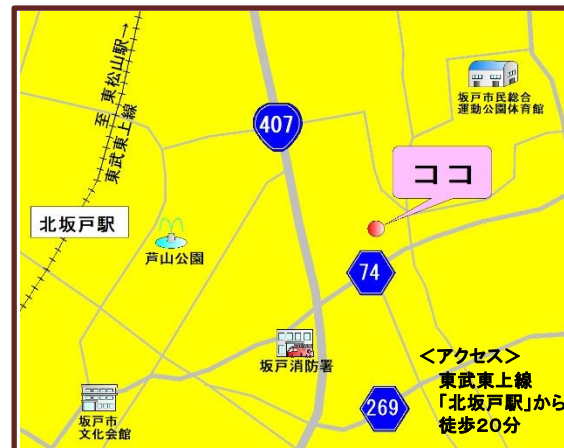 至 東松山駅→
東武東上線
407
坂戸市民総合
運動公園体育館
ココ
北坂戸駅
芦山公園
74
坂戸消防署
<アクセス>
東武東上線
「北坂戸駅」から
徒歩20分
269
坂戸市
文化会館